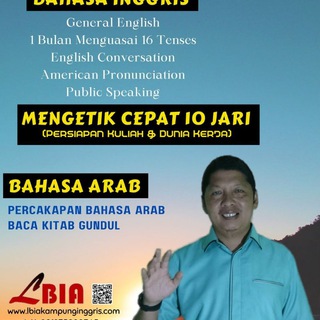 BAHASA INGGRIS
General English
1 Bulan Menguasai 16 Tenses
English Conversation
American Pronunciation
Public Speaking
MENGETIK CEPAT 10 JARI
(PERSIAPAN KULIAH & DUNIA KERJA)
BAHASA ARAB
PERCAKAPAN BAHASA ARAB
BACA KITAB GUNDUL
LBIA
www.lbiakampunginggris.com